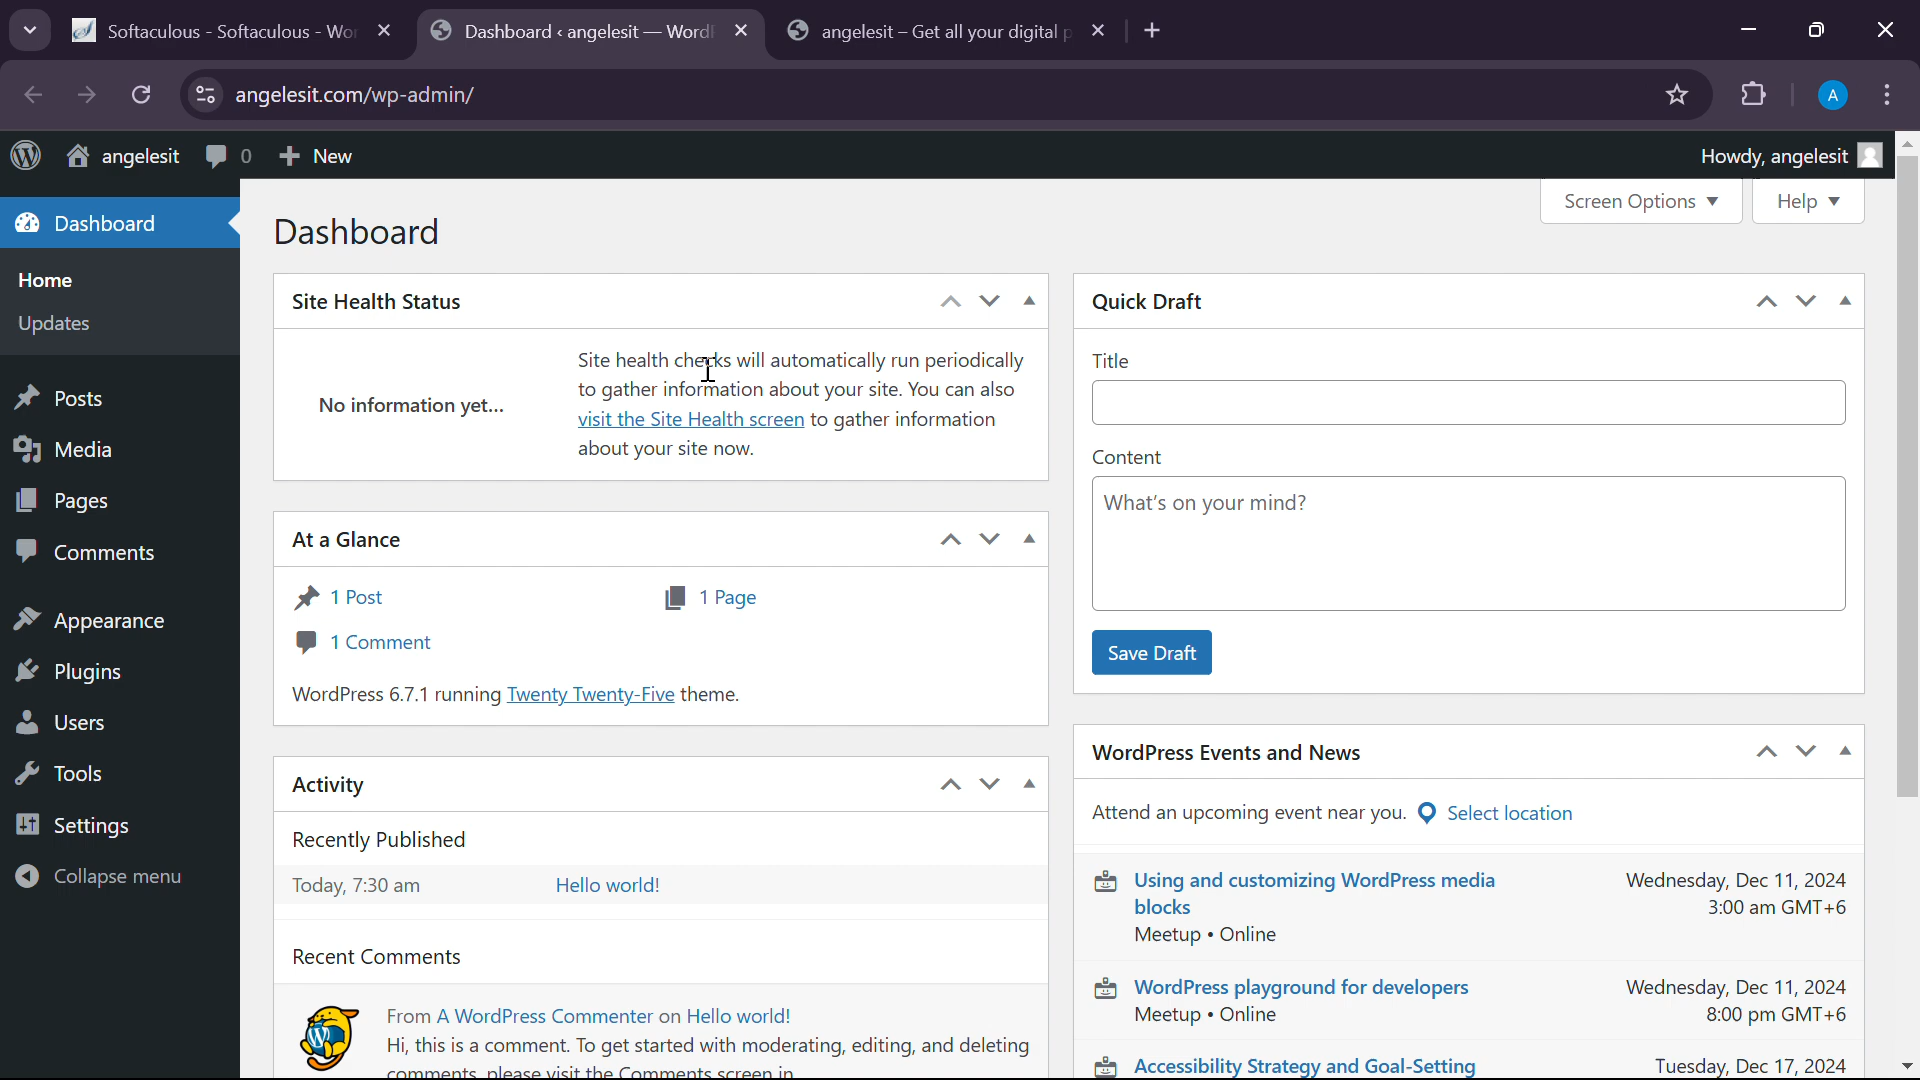 Softaculous - Softaculous - Wo
Dashboard ‹ angelesit — Word
angelesit – Get all your digital p
angelesit.com/wp-admin/
A
angelesit
0
New
Howdy, angelesit
Dashboard
Home
Updates
Posts
Media
Pages
Comments
Appearance
Plugins
Users
Tools
Settings
Collapse menu
Screen Options
Help
Dashboard
Site Health Status
No information yet...
Site health checks will automatically run periodically
to gather information about your site. You can also
visit the Site Health screen to gather information
about your site now.
At a Glance
1 Post
1 Page
1 Comment
WordPress 6.7.1 running Twenty Twenty-Five theme.
Activity
Recently Published
Today, 7:30 am
Hello world!
Recent Comments
From A WordPress Commenter on Hello world!
Hi, this is a comment. To get started with moderating, editing, and deleting
comments, please visit the Comments screen in
Quick Draft
Title
Content
What's on your mind?
Save Draft
WordPress Events and News
Attend an upcoming event near you.
Select location
Using and customizing WordPress media
blocks
Meetup • Online
Wednesday, Dec 11, 2024
3:00 am GMT+6
WordPress playground for developers
Meetup • Online
Wednesday, Dec 11, 2024
8:00 pm GMT+6
Accessibility Strategy and Goal-Setting
Tuesday, Dec 17, 2024